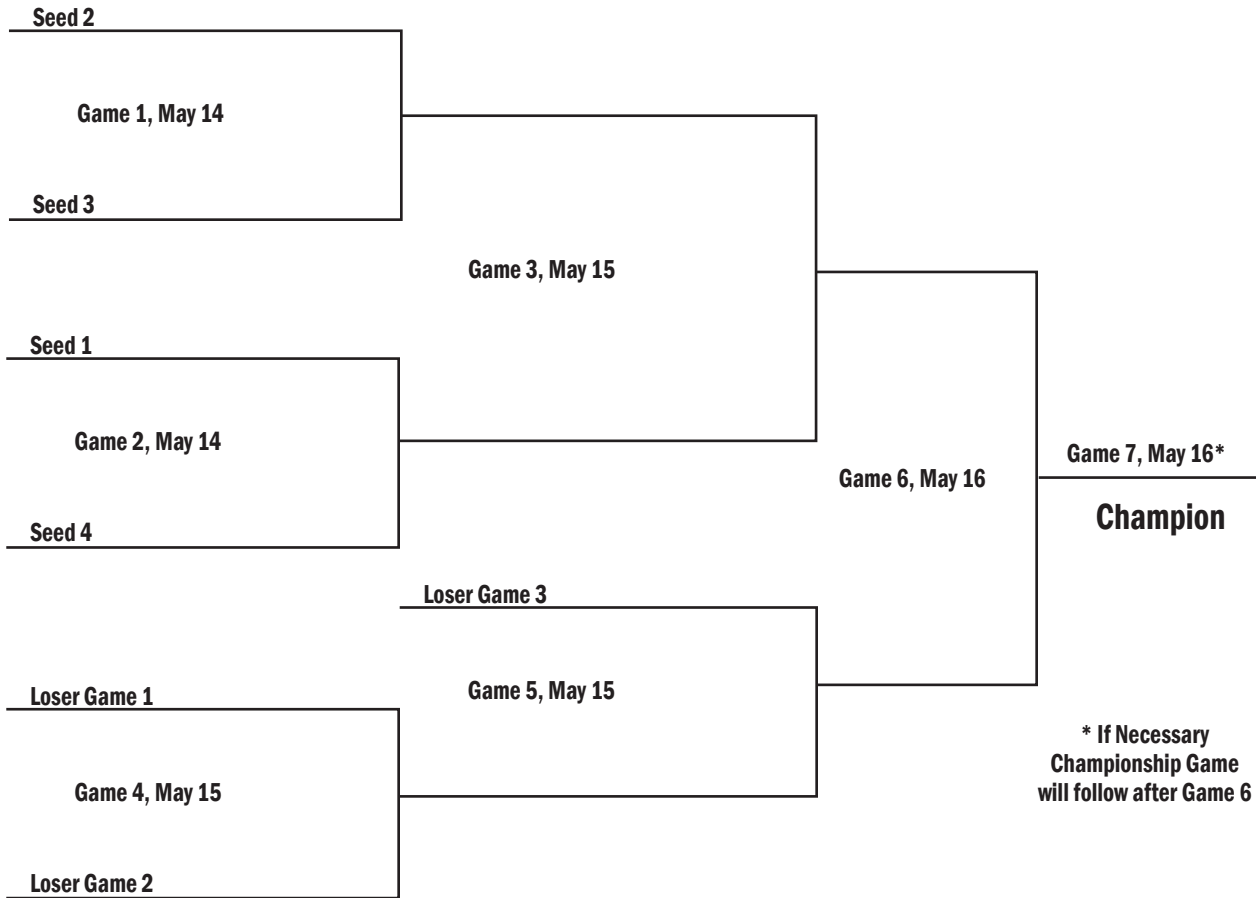 Seed 2
Game 1, May 14
Seed 3
Game 3, May 15
Seed 1
Game 2, May 14
Seed 4
Game 6, May 16
Game 7, May 16*
Champion
Loser Game 3
Game 5, May 15
Loser Game 1
Game 4, May 15
Loser Game 2
* If Necessary
Championship Game
will follow after Game 6